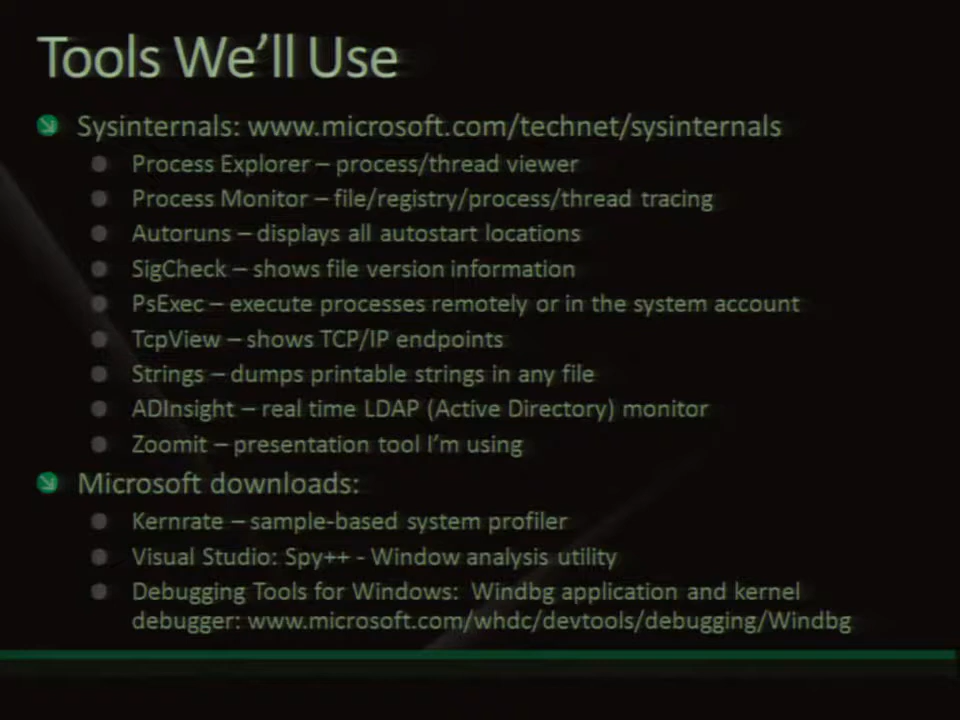 Tools We'll Use
Sysinternals: www.microsoft.com/technet/sysinternals
Process Explorer – process/thread viewer
Process Monitor – file/registry/process/thread tracing
Autoruns – displays all autostart locations
SigCheck – shows file version information
PsExec – execute processes remotely or in the system account
TcpView – shows TCP/IP endpoints
Strings – dumps printable strings in any file
ADInsight – real time LDAP (Active Directory) monitor
Zoomit – presentation tool I'm using
Microsoft downloads:
Kernrate – sample-based system profiler
Visual Studio: Spy++ - Window analysis utility
Debugging Tools for Windows: Windbg application and kernel
debugger: www.microsoft.com/whdc/devtools/debugging/Windbg